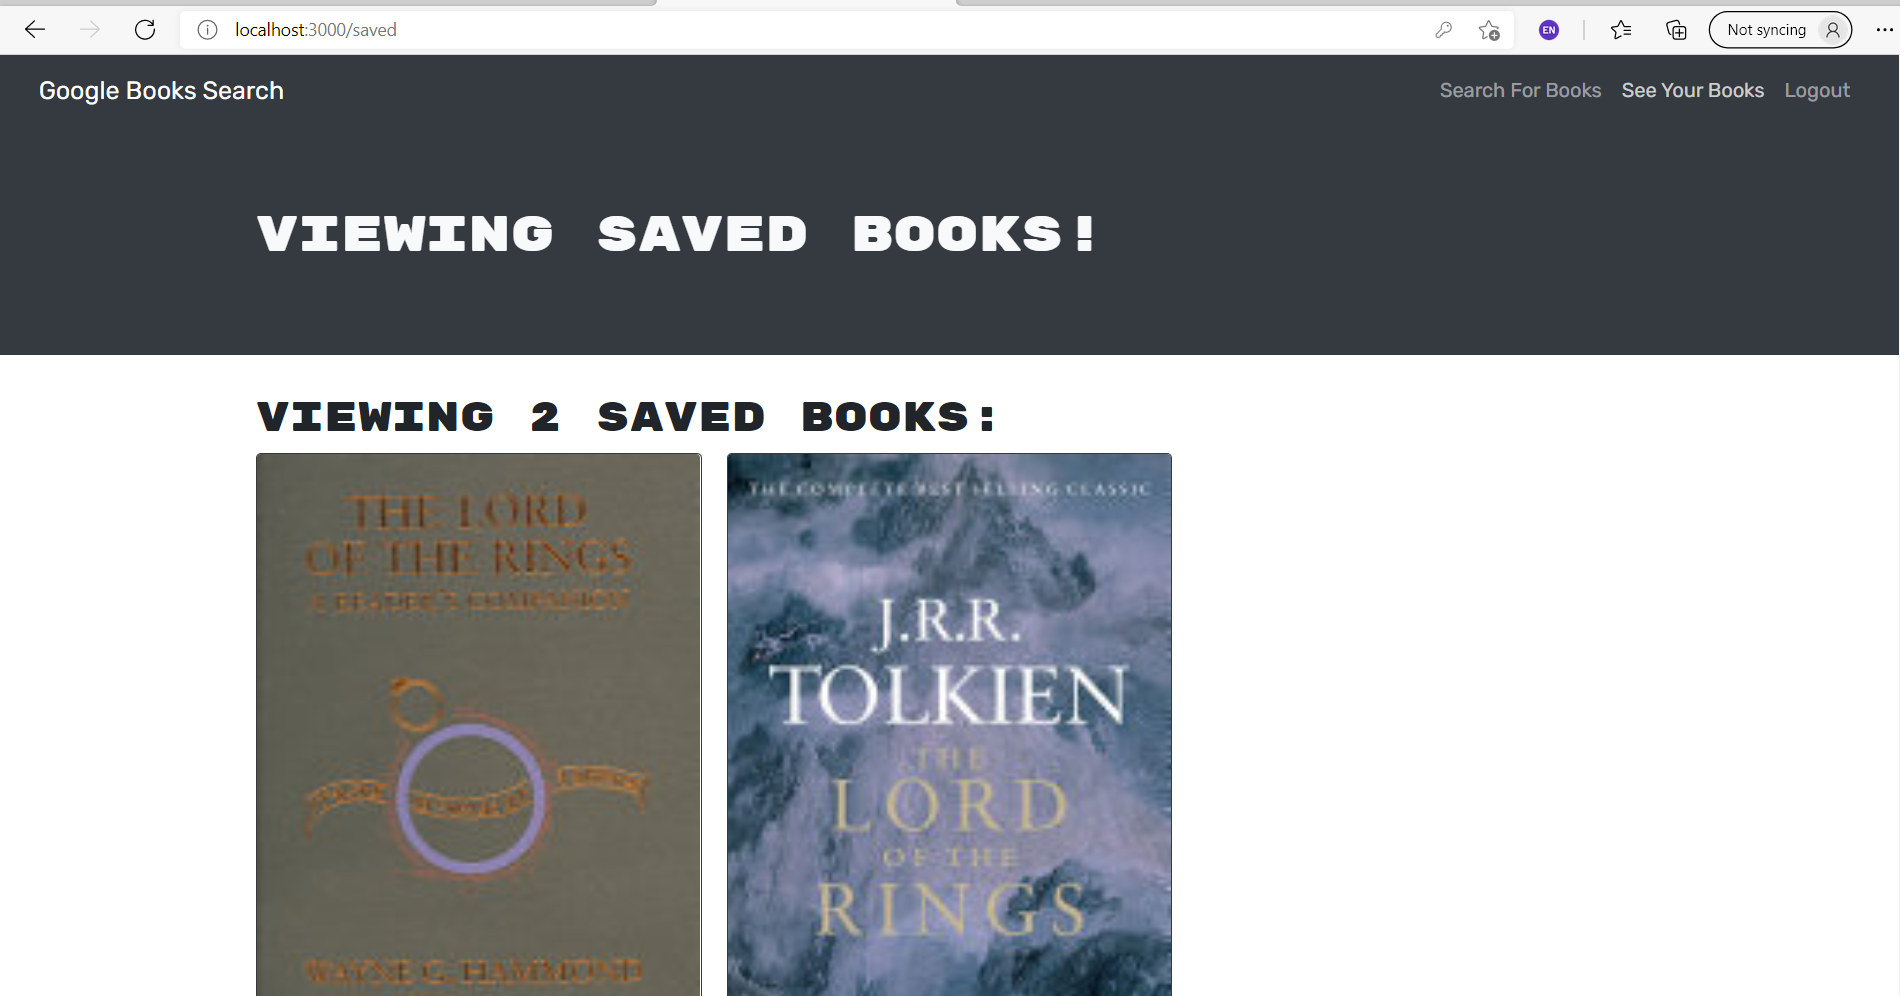 localhost:3000/saved
EN
Not syncing
Google Books Search
Search For Books
See Your Books
Logout
VIEWING SAVED BOOKS!
VIEWING 2 SAVED BOOKS:
THE LORD
OF THE RINGS
A READER'S COMPANION
WAYNE G. HAMMOND
THE COMPLETE BEST SELLING CLASSIC
J.R.R.
TOLKIEN
THE
LORD
OF THE
RINGS